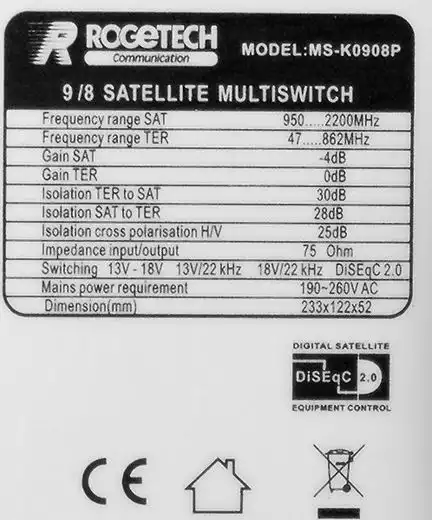 ROGETECH
Communication
MODEL:MS-K0908P
9/8 SATELLITE MULTISWITCH
Frequency range SAT 950.....2200MHz
Frequency range TER 47.....862MHz
Gain SAT -4dB
Gain TER 0dB
Isolation TER to SAT 30dB
Isolation SAT to TER 28dB
Isolation cross polarisation H/V 25dB
Impedance input/output 75 Ohm
Switching 13V - 18V 13V/22 kHz 18V/22 kHz DiSEqC 2.0
Mains power requirement 190~260V AC
Dimension(mm) 233x122x52
DIGITAL SATELLITE
DiSEqC 2.0
EQUIPMENT CONTROL
CE